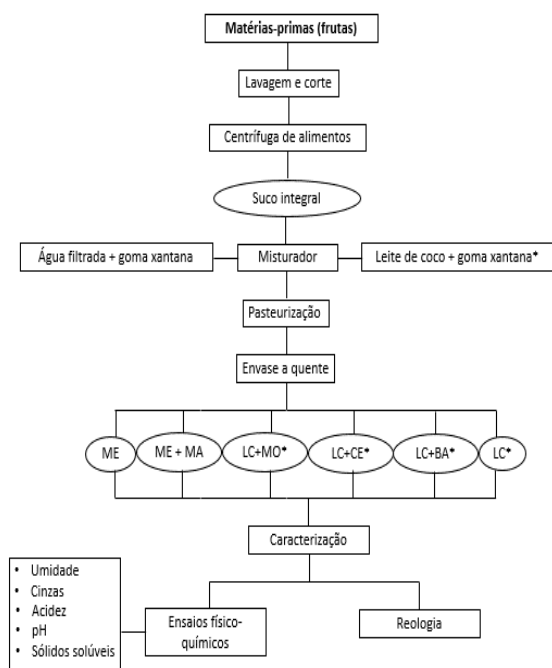 Matérias-primas (frutas)
Lavagem e corte
Centrífuga de alimentos
Suco integral
Água filtrada + goma xantana
Misturador
Leite de coco + goma xantana*
Pasteurização
Envase a quente
ME
ME + MA
LC+MO*
LC+CE*
LC+BA*
LC*
Caracterização
• Umidade
• Cinzas
• Acidez
• pH
• Sólidos solúveis
Ensaios físico-
químicos
Reologia